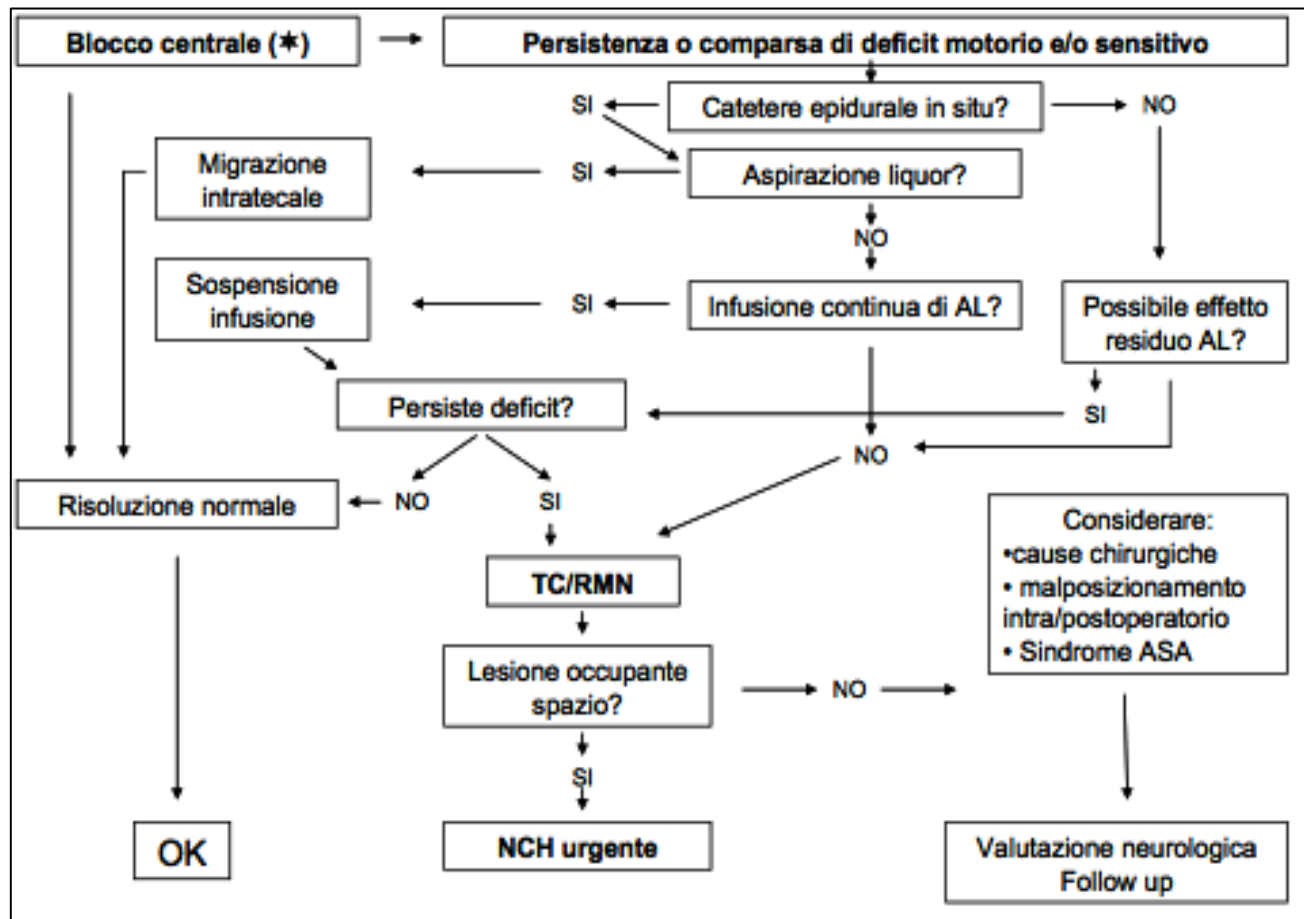 Blocco centrale (✶)
Persistenza o comparsa di deficit motorio e/o sensitivo
SI
Catetere epidurale in situ?
NO
Migrazione
intratecale
SI
Aspirazione liquor?
NO
Sospensione
infusione
SI
Infusione continua di AL?
Possibile effetto
residuo AL?
Persiste deficit?
SI
NO
Risoluzione normale
NO
SI
Considerare:
•cause chirurgiche
• malposizionamento
intra/postoperatorio
• Sindrome ASA
TC/RMN
Lesione occupante
spazio?
NO
SI
OK
NCH urgente
Valutazione neurologica
Follow up